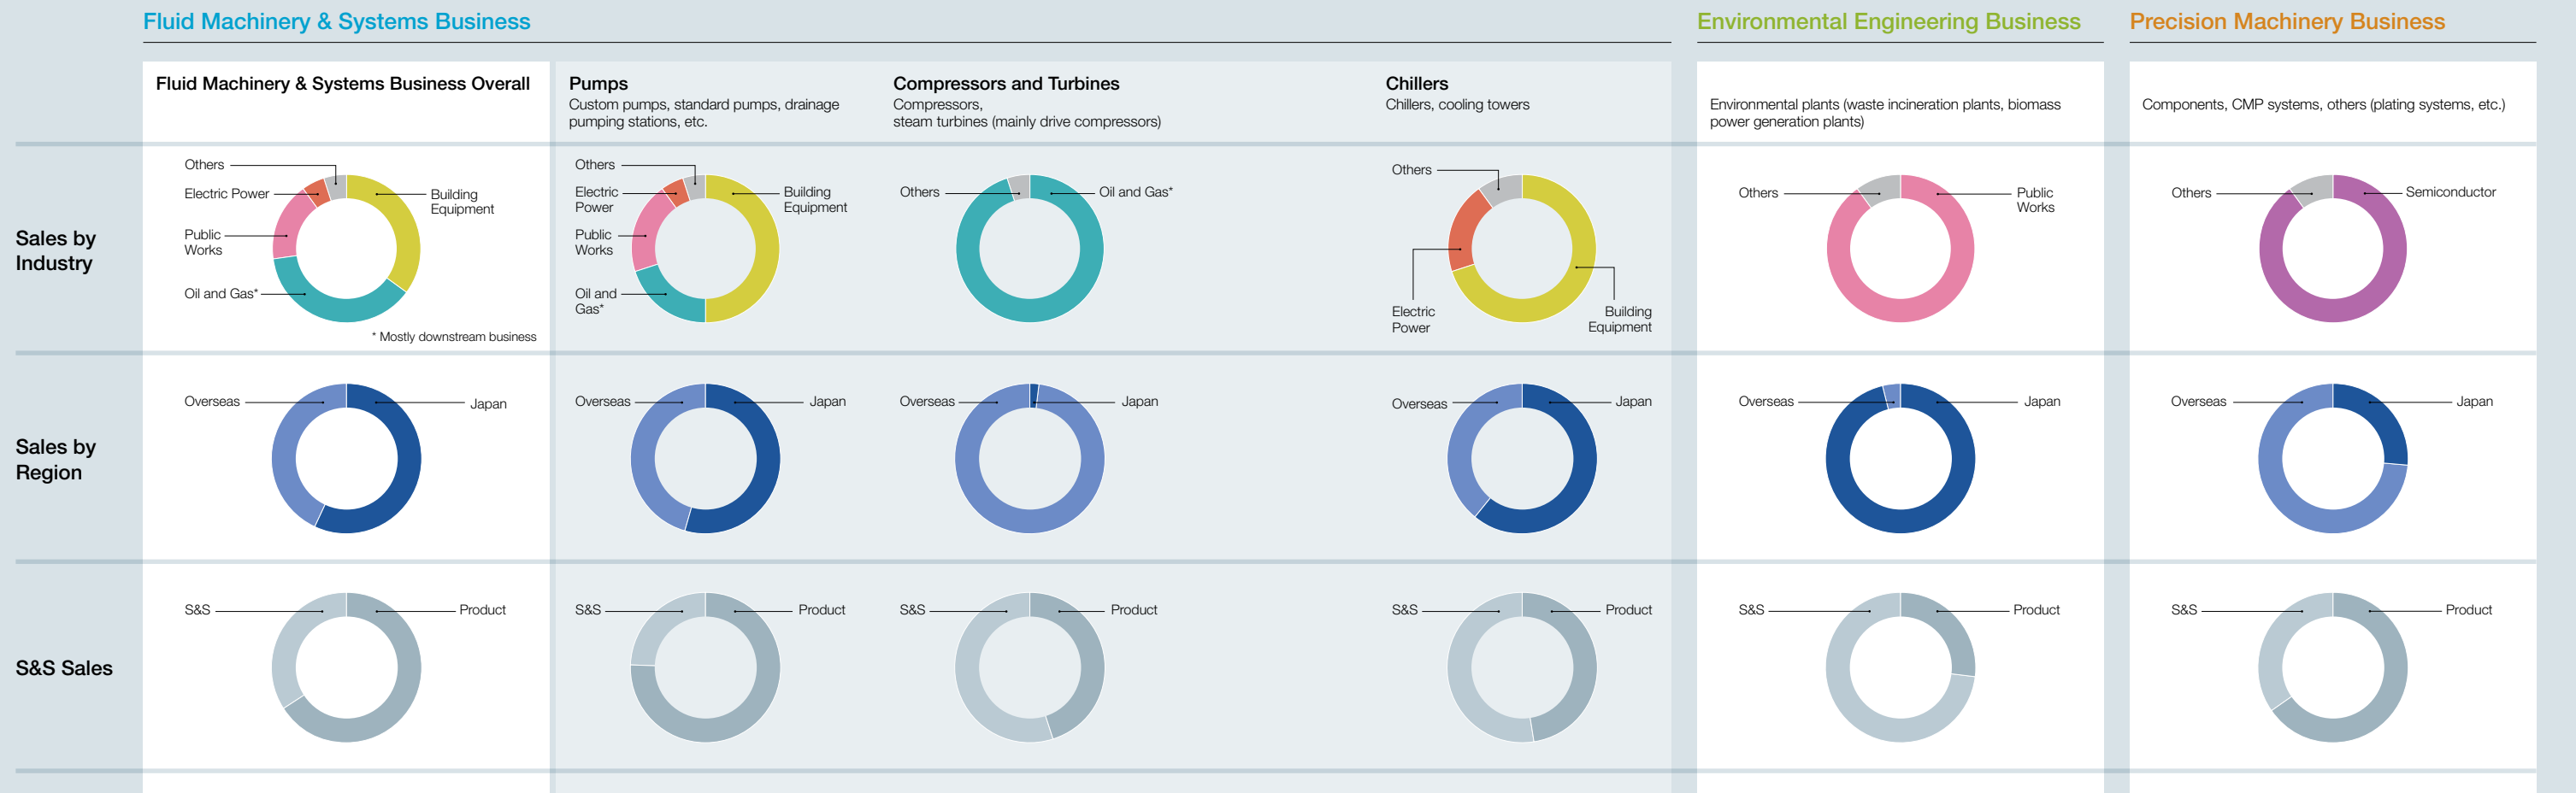 Fluid Machinery & Systems Business
Environmental Engineering Business
Precision Machinery Business
Fluid Machinery & Systems Business Overall
Pumps
Custom pumps, standard pumps, drainage
pumping stations, etc.
Compressors and Turbines
Compressors,
steam turbines (mainly drive compressors)
Chillers
Chillers, cooling towers
Environmental plants (waste incineration plants, biomass
power generation plants)
Components, CMP systems, others (plating systems, etc.)
Sales by
Industry
Others
Electric Power
Public
Works
Oil and Gas*
Building
Equipment
* Mostly downstream business
Others
Electric
Power
Public
Works
Oil and
Gas*
Building
Equipment
Others
Oil and Gas*
Others
Electric
Power
Building
Equipment
Others
Public
Works
Others
Semiconductor
Sales by
Region
Overseas
Japan
Overseas
Japan
Overseas
Japan
Overseas
Japan
Overseas
Japan
Overseas
Japan
S&S Sales
S&S
Product
S&S
Product
S&S
Product
S&S
Product
S&S
Product
S&S
Product